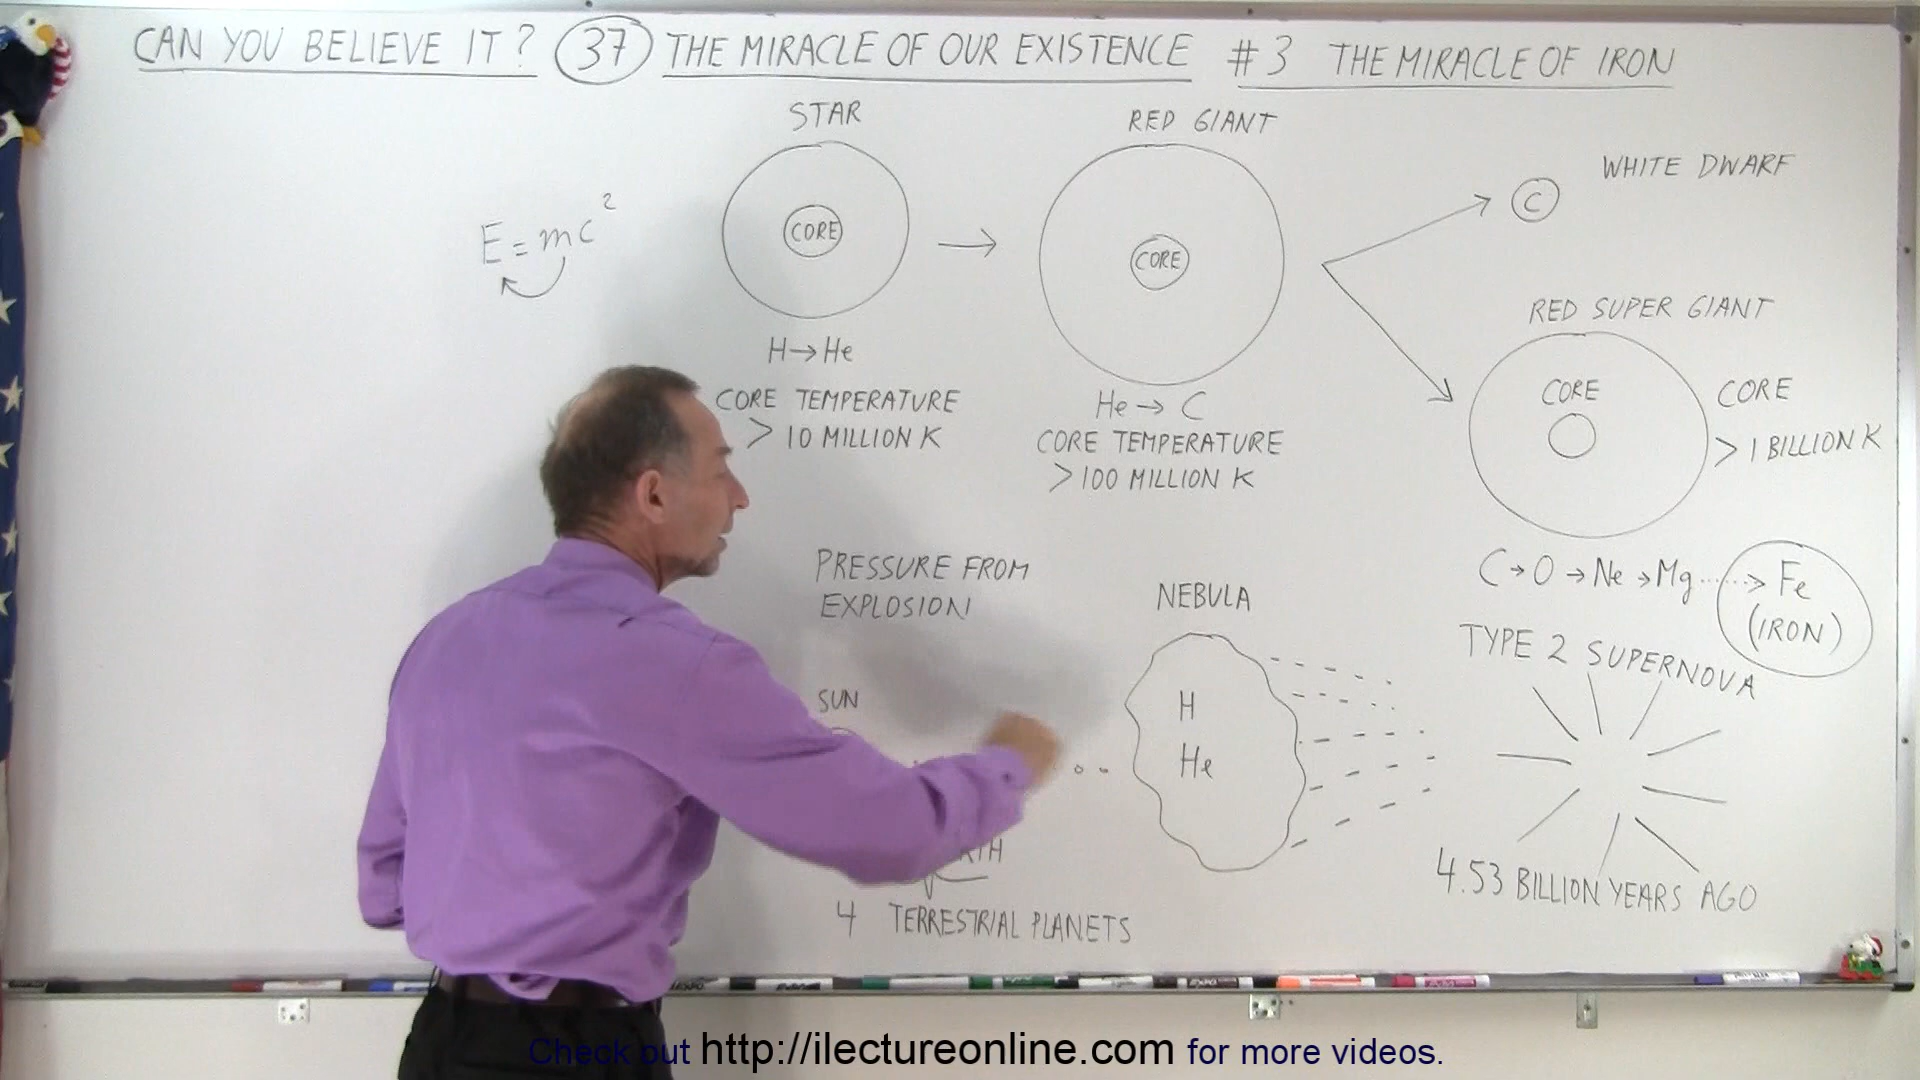 CAN YOU BELIEVE IT? 37 THE MIRACLE OF OUR EXISTENCE #3 THE MIRACLE OF IRON
STAR
RED GIANT
WHITE DWARF
E=mc²
CORE
CORE
C
RED SUPER GIANT
H→He
CORE TEMPERATURE
>10 MILLION K
He→C
CORE TEMPERATURE
>100 MILLION K
CORE
CORE
>1 BILLION K
C→O→Ne→Mg.....>Fe
(IRON)
PRESSURE FROM
EXPLOSION
NEBULA
TYPE 2 SUPERNOVA
SUN
H
He
4 TERRESTRIAL PLANETS
4.53 BILLION YEARS AGO
Check out http://ilectureonline.com for more videos.